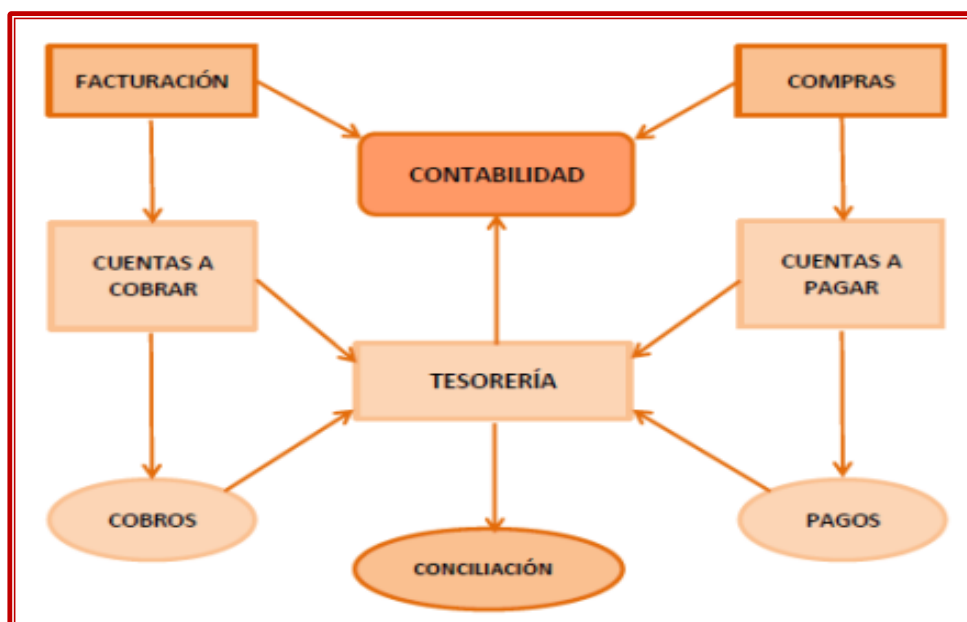 FACTURACIÓN
COMPRAS
CONTABILIDAD
CUENTAS A
COBRAR
CUENTAS A
PAGAR
TESORERÍA
COBROS
PAGOS
CONCILIACIÓN